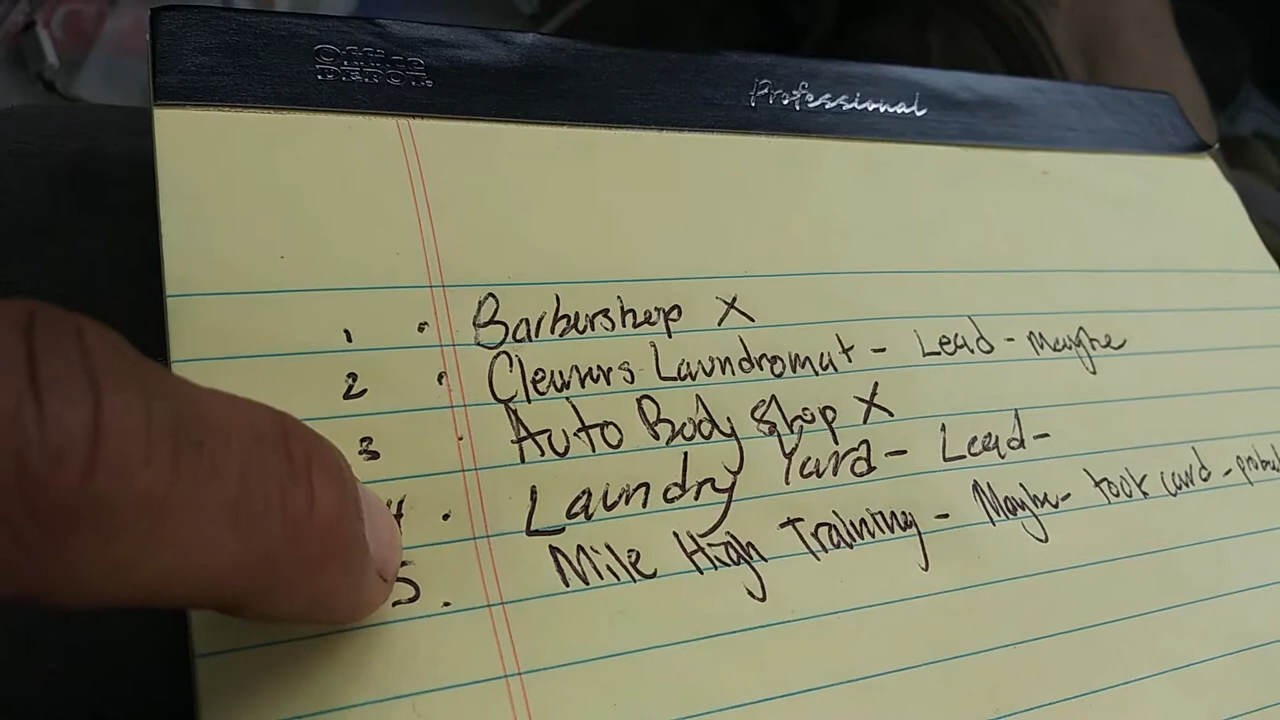 Office DEPOT.
Professional
1 · Barbershop X
2 · Cleaners Laundromat - Lead - Maybe
3 · Auto Body Shop X
4 · Laundry Yard - Lead -
5 . Mile High Training - Maybe - took card -